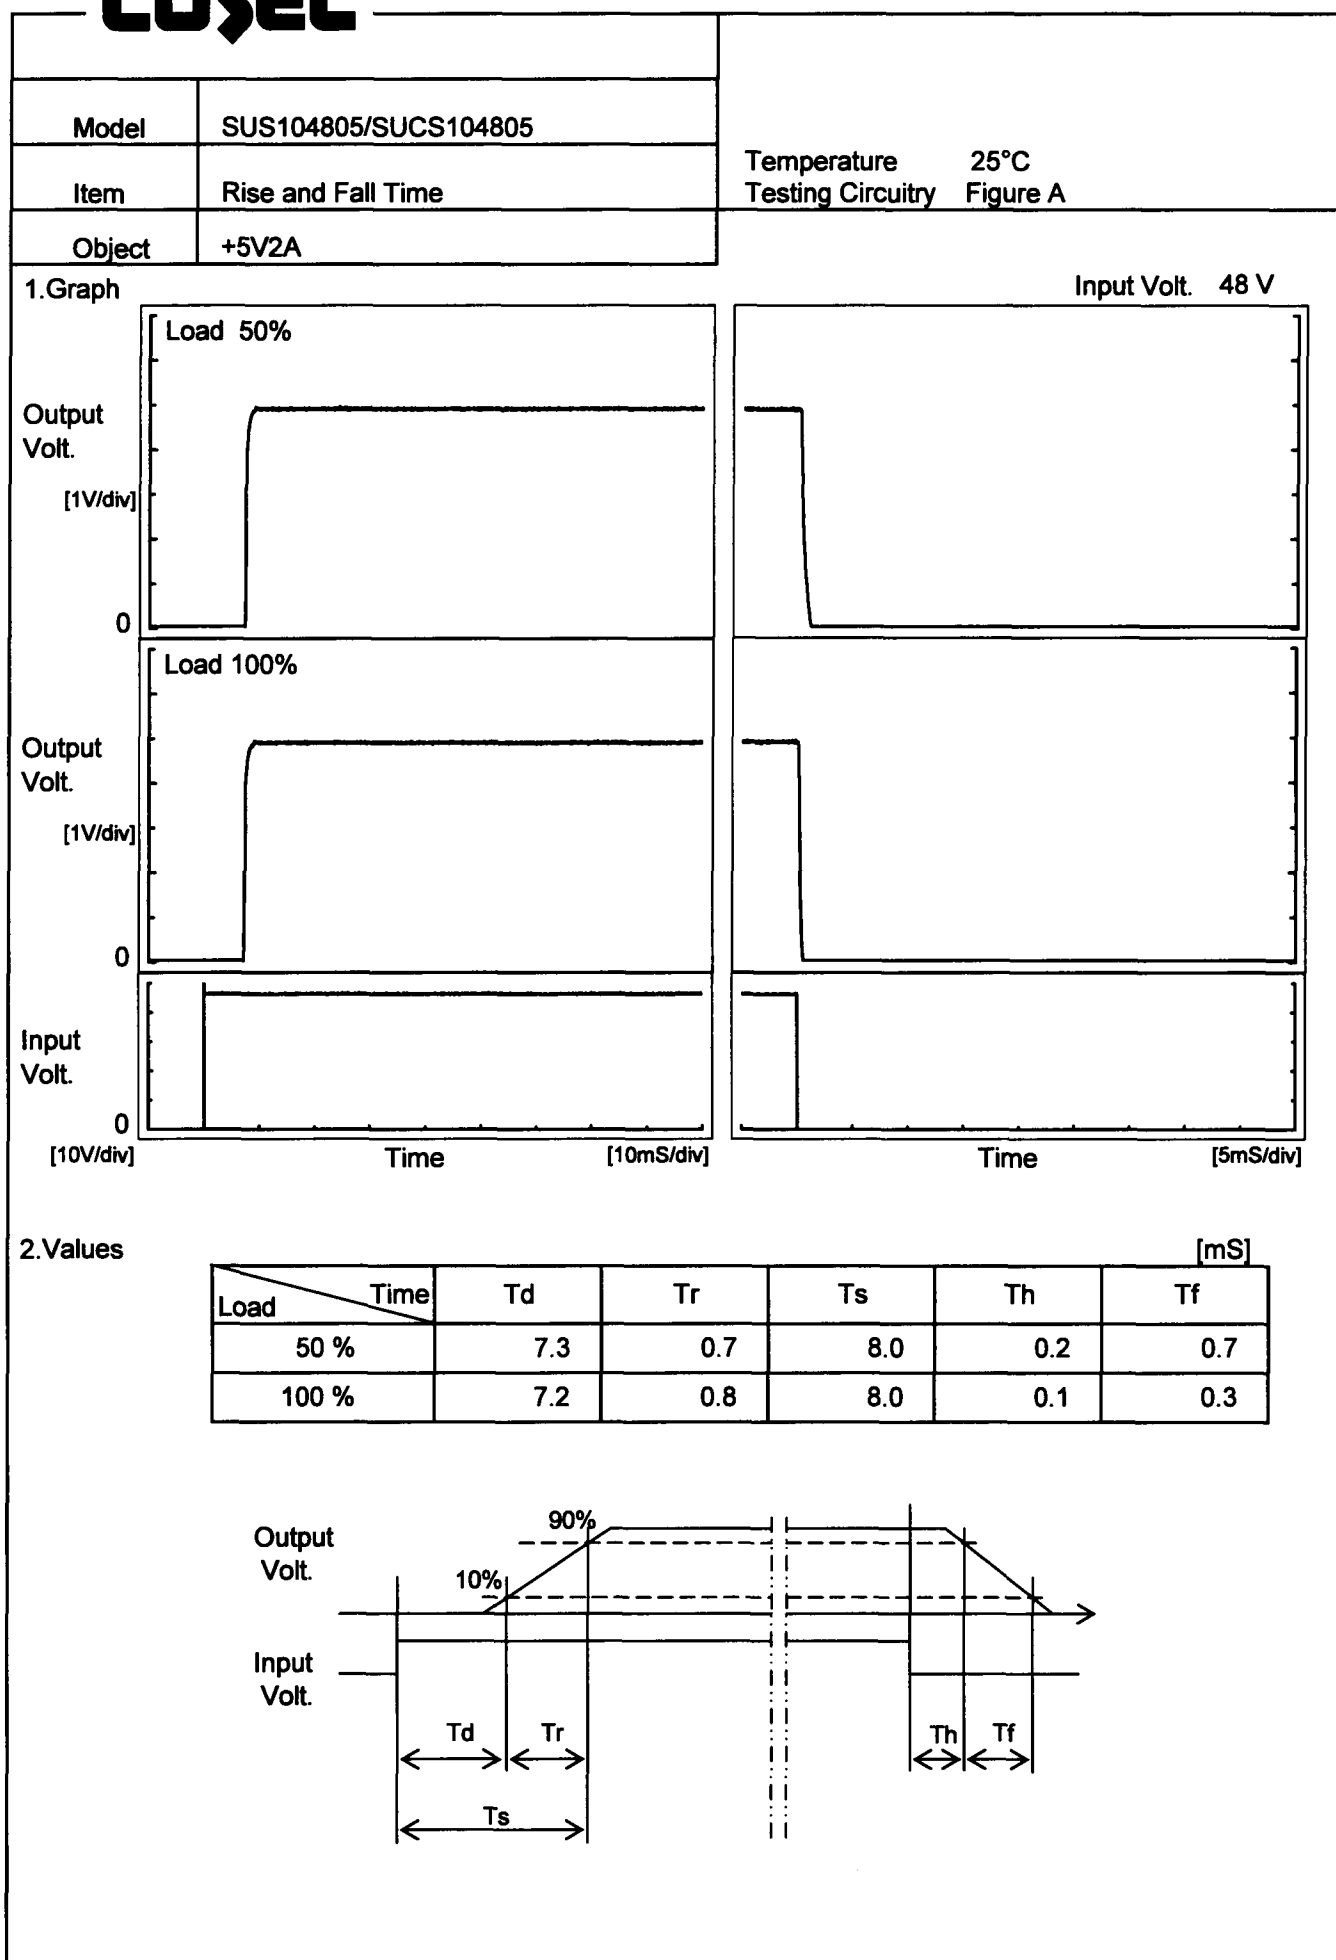 COSEL
Model SUS104805/SUCS104805
Temperature 25°C
Item Rise and Fall Time
Testing Circuitry Figure A
Object +5V2A
1.Graph
Input Volt. 48 V
Load 50%
Output
Volt.
[1V/div]
0
Load 100%
Output
Volt.
[1V/div]
0
Input
Volt.
0
[10V/div] Time [10mS/div] Time [5mS/div]
2.Values [mS]
Time
Load Td Tr Ts Th Tf
50 % 7.3 0.7 8.0 0.2 0.7
100 % 7.2 0.8 8.0 0.1 0.3
90%
Output
Volt.
10%
Input
Volt.
Td Tr Th Tf
Ts